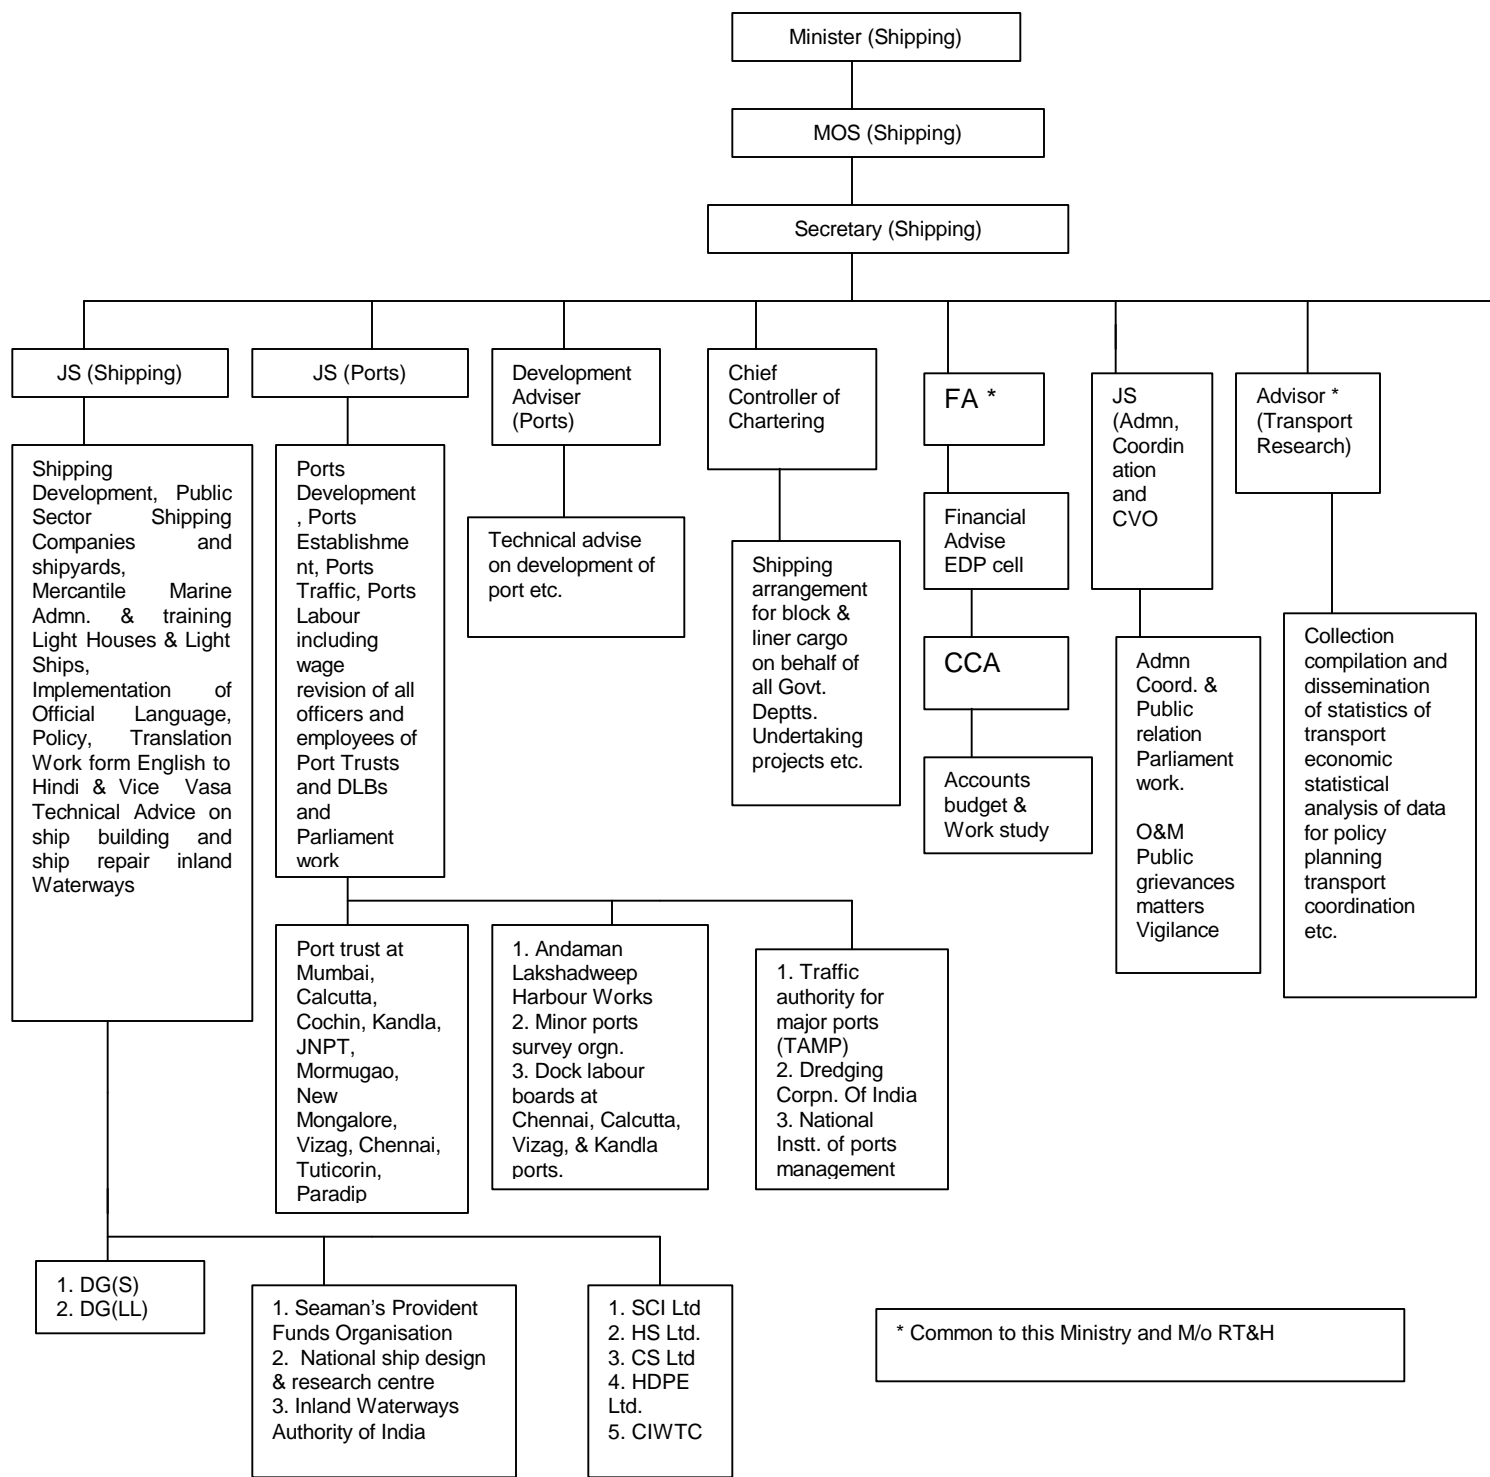 Minister (Shipping)
MOS (Shipping)
Secretary (Shipping)
JS (Shipping)
Shipping
Development, Public
Sector Shipping
Companies and
shipyards,
Mercantile Marine
Admn. & training
Light Houses & Light
Ships,
Implementation of
Official Language,
Policy, Translation
Work form English to
Hindi & Vice Vasa
Technical Advice on
ship building and
ship repair inland
Waterways
JS (Ports)
Ports
Development
, Ports
Establishme
nt, Ports
Traffic, Ports
Labour
including
wage
revision of all
officers and
employees of
Port Trusts
and DLBs
and
Parliament
work
Development
Adviser
(Ports)
Technical advise
on development of
port etc.
Chief
Controller of
Chartering
Shipping
arrangement
for block &
liner cargo
on behalf of
all Govt.
Deptts.
Undertaking
projects etc.
FA *
Financial
Advise
EDP cell
CCA
Accounts
budget &
Work study
JS
(Admn,
Coordin
ation
and
CVO
Admn
Coord. &
Public
relation
Parliament
work.
O&M
Public
grievances
matters
Vigilance
Advisor *
(Transport
Research)
Collection
compilation and
dissemination
of statistics of
transport
economic
statistical
analysis of data
for policy
planning
transport
coordination
etc.
Port trust at
Mumbai,
Calcutta,
Cochin, Kandla,
JNPT,
Mormugao,
New
Mongalore,
Vizag, Chennai,
Tuticorin,
Paradip
1. Andaman
Lakshadweep
Harbour Works
2. Minor ports
survey orgn.
3. Dock labour
boards at
Chennai, Calcutta,
Vizag, & Kandla
ports.
1. Traffic
authority for
major ports
(TAMP)
2. Dredging
Corpn. Of India
3. National
Instt. of ports
management
1. DG(S)
2. DG(LL)
1. Seaman’s Provident
Funds Organisation
2. National ship design
& research centre
3. Inland Waterways
Authority of India
1. SCI Ltd
2. HS Ltd.
3. CS Ltd
4. HDPE
Ltd.
5. CIWTC
* Common to this Ministry and M/o RT&H